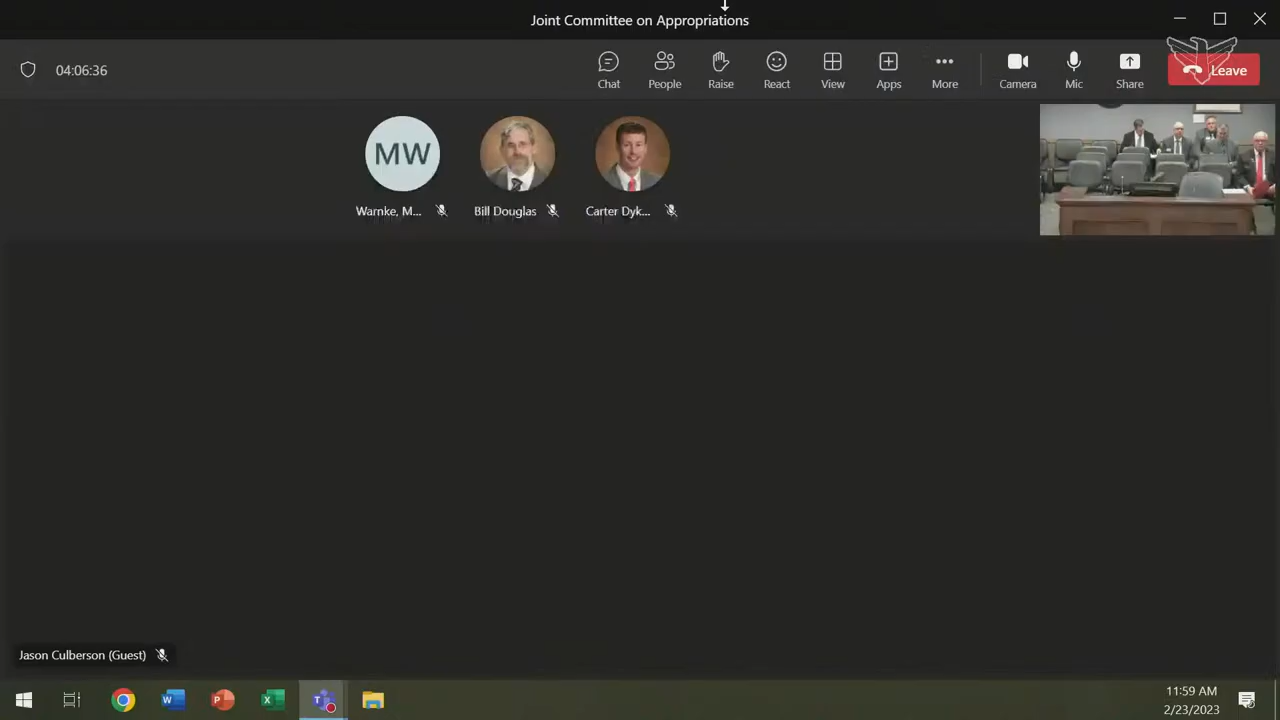 Joint Committee on Appropriations
04:06:36
Chat
People
Raise
React
View
Apps
More
Camera
Mic
Share
Leave
MW
Warnke, M...
Bill Douglas
Carter Dyk...
Jason Culberson (Guest)
11:59 AM
2/23/2023